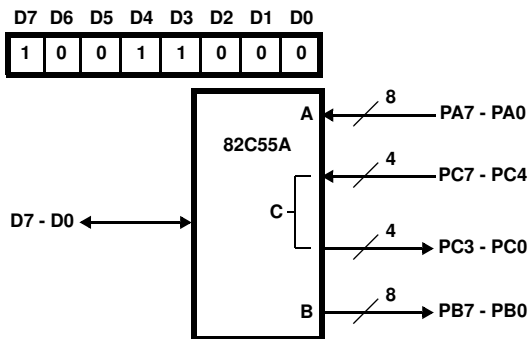 D7 D6 D5 D4 D3 D2 D1 D0
1 0 0 1 1 0 0 0
A 8 PA7 - PA0
82C55A
4 PC7 - PC4
C
D7 - D0
4 PC3 - PC0
B 8 PB7 - PB0